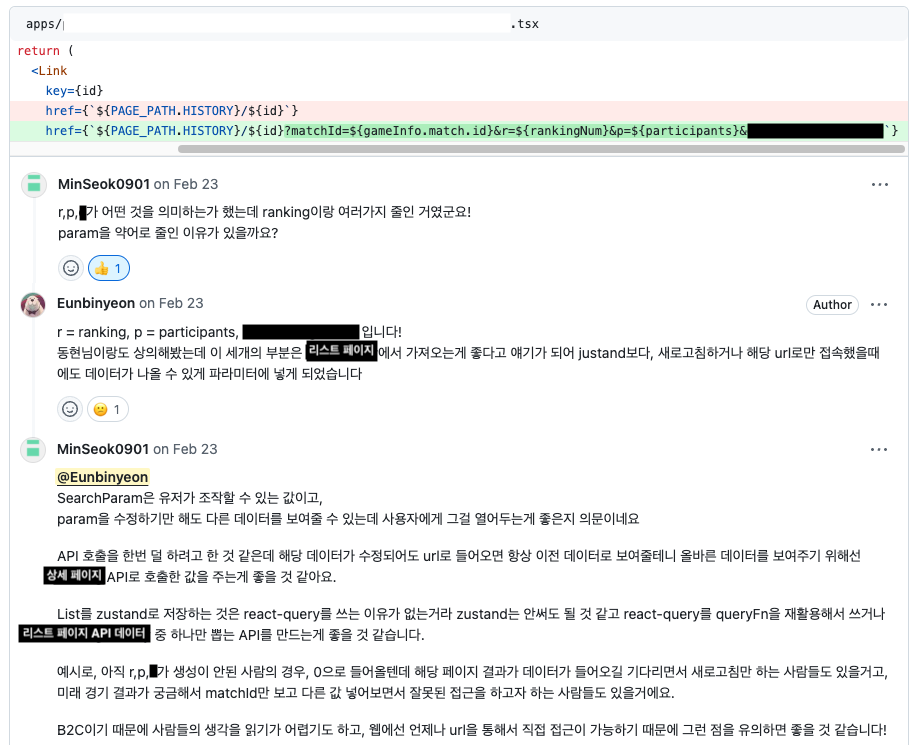 apps/
.tsx
return (
<Link
key={id}
href={`${PAGE_PATH.HISTORY}/${id}`}
href={`${PAGE_PATH.HISTORY}/${id}?matchId=${gameInfo.match.id}&r=${rankingNum}&p=${participants}& `}
MinSeok0901 on Feb 23
r,p, 가 어떤 것을 의미하는가 했는데 ranking이랑 여러가지 줄인 거였군요!
param을 약어로 줄인 이유가 있을까요?
👍 1
Eunbinyeon on Feb 23
Author
r = ranking, p = participants, 입니다!
동현님이랑도 상의해봤는데 이 세개의 부분은 리스트 페이지에서 가져오는게 좋다고 얘기가 되어 justand보다, 새로고침하거나 해당 url로만 접속했을때
에도 데이터가 나올 수 있게 파라미터에 넣게 되었습니다
😕 1
MinSeok0901 on Feb 23
@Eunbinyeon
SearchParam은 유저가 조작할 수 있는 값이고,
param을 수정하기만 해도 다른 데이터를 보여줄 수 있는데 사용자에게 그걸 열어두는게 좋은지 의문이네요
API 호출을 한번 덜 하려고 한 것 같은데 해당 데이터가 수정되어도 url로 들어오면 항상 이전 데이터로 보여줄테니 올바른 데이터를 보여주기 위해선
상세 페이지 API로 호출한 값을 주는게 좋을 것 같아요.
List를 zustand로 저장하는 것은 react-query를 쓰는 이유가 없는거라 zustand는 안써도 될 것 같고 react-query를 queryFn을 재활용해서 쓰거나
리스트 페이지 API 데이터 중 하나만 뽑는 API를 만드는게 좋을 것 같습니다.
예시로, 아직 r,p, 가 생성이 안된 사람의 경우, 0으로 들어올텐데 해당 페이지 결과가 데이터가 들어오길 기다리면서 새로고침만 하는 사람들도 있을거고,
미래 경기 결과가 궁금해서 matchId만 보고 다른 값 넣어보면서 잘못된 접근을 하고자 하는 사람들도 있을거에요.
B2C이기 때문에 사람들의 생각을 읽기가 어렵기도 하고, 웹에선 언제나 url을 통해서 직접 접근이 가능하기 때문에 그런 점을 유의하면 좋을 것 같습니다!